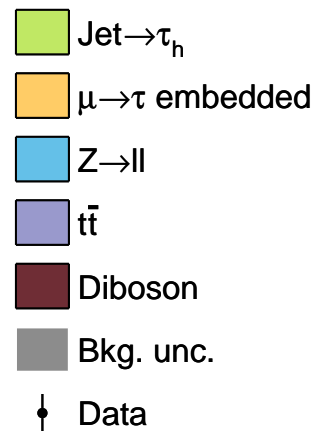 Jet→τh
μ→τ embedded
Z→ll
tt̄
Diboson
Bkg. unc.
Data